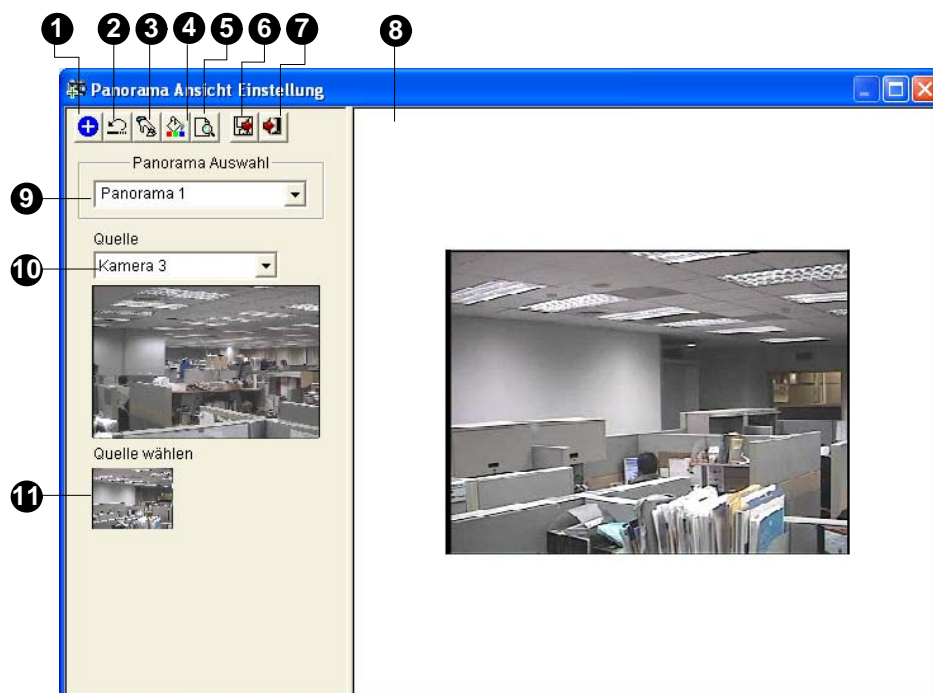 1 2 3 4 5 6 7 8
Panorama Ansicht Einstellung
Panorama Auswahl
9 Panorama 1
Quelle
10 Kamera 3
Quelle wählen
11